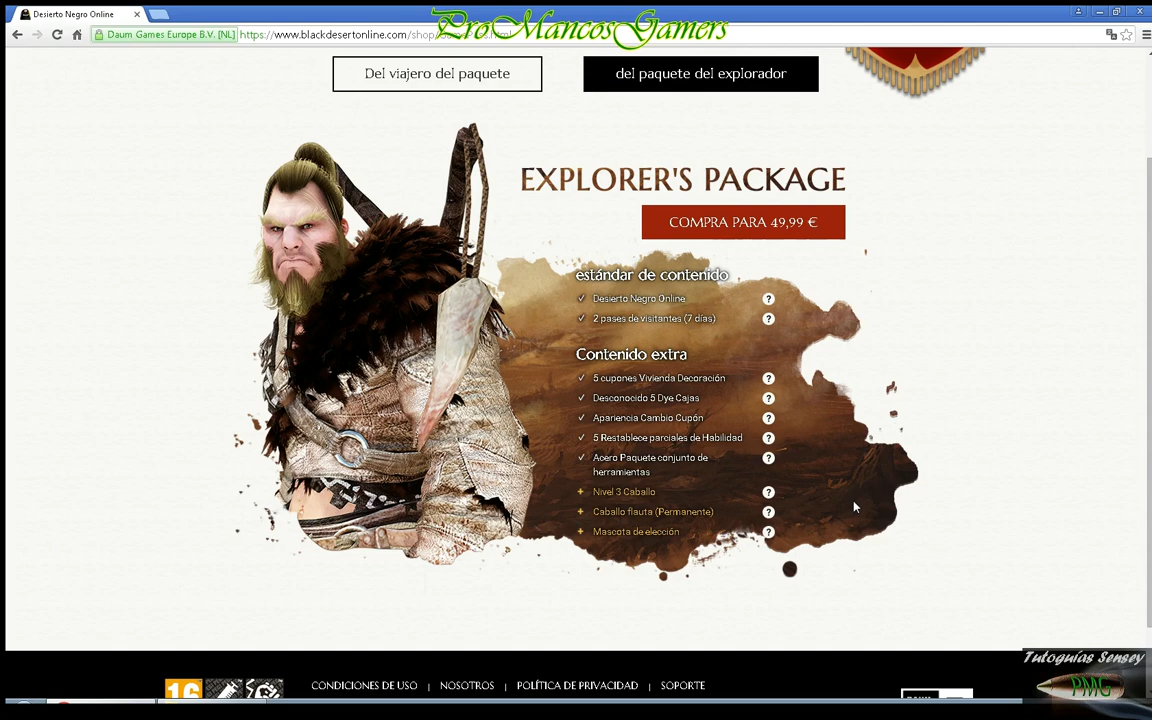 Desierto Negro Online
ProMancosGamers
Daum Games Europe B.V. [NL]
https://www.blackdesertonline.com/shop/
Del viajero del paquete
del paquete del explorador
EXPLORER'S PACKAGE
COMPRA PARA 49,99 €
estándar de contenido
✓ Desierto Negro Online ?
✓ 2 pases de visitantes (7 días) ?
Contenido extra
✓ 5 cupones Vivienda Decoración ?
✓ Desconocido 5 Dye Cajas ?
✓ Apariencia Cambio Cupón ?
✓ 5 Restablece parciales de Habilidad ?
✓ Acero Paquete conjunto de ?
herramientas
+ Nivel 3 Caballo ?
+ Caballo flauta (Permanente) ?
+ Mascota de elección ?
Tutoguías Sensey
16
CONDICIONES DE USO | NOSOTROS | POLÍTICA DE PRIVACIDAD | SOPORTE
PMG